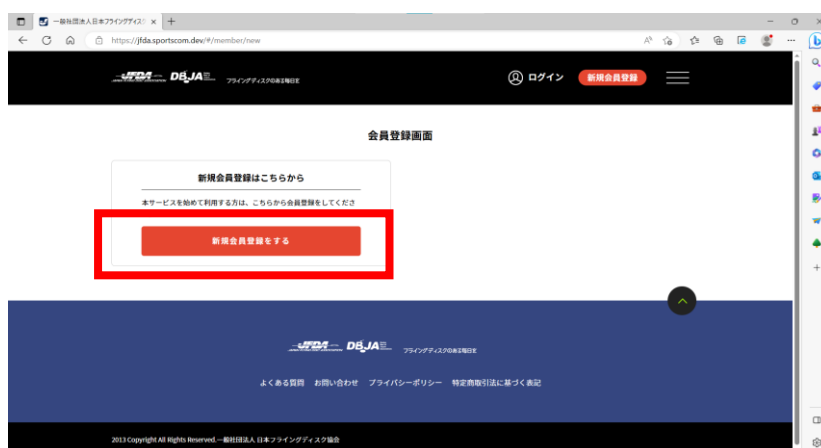 一般社団法人日本フライングディス
https://jfda.sportscom.dev/#/member/new
JFDA DBJA フライングディスクのある毎日を
ログイン
新規会員登録
会員登録画面
新規会員登録はこちらから
本サービスを始めて利用する方は、こちらから会員登録をしてくださ
新規会員登録をする
JFDA DBJA フライングディスクのある毎日を
よくある質問 お問い合わせ プライバシーポリシー 特定商取引法に基づく表記
2013 Copyright All Rights Reserved.一般社団法人 日本フライングディスク協会